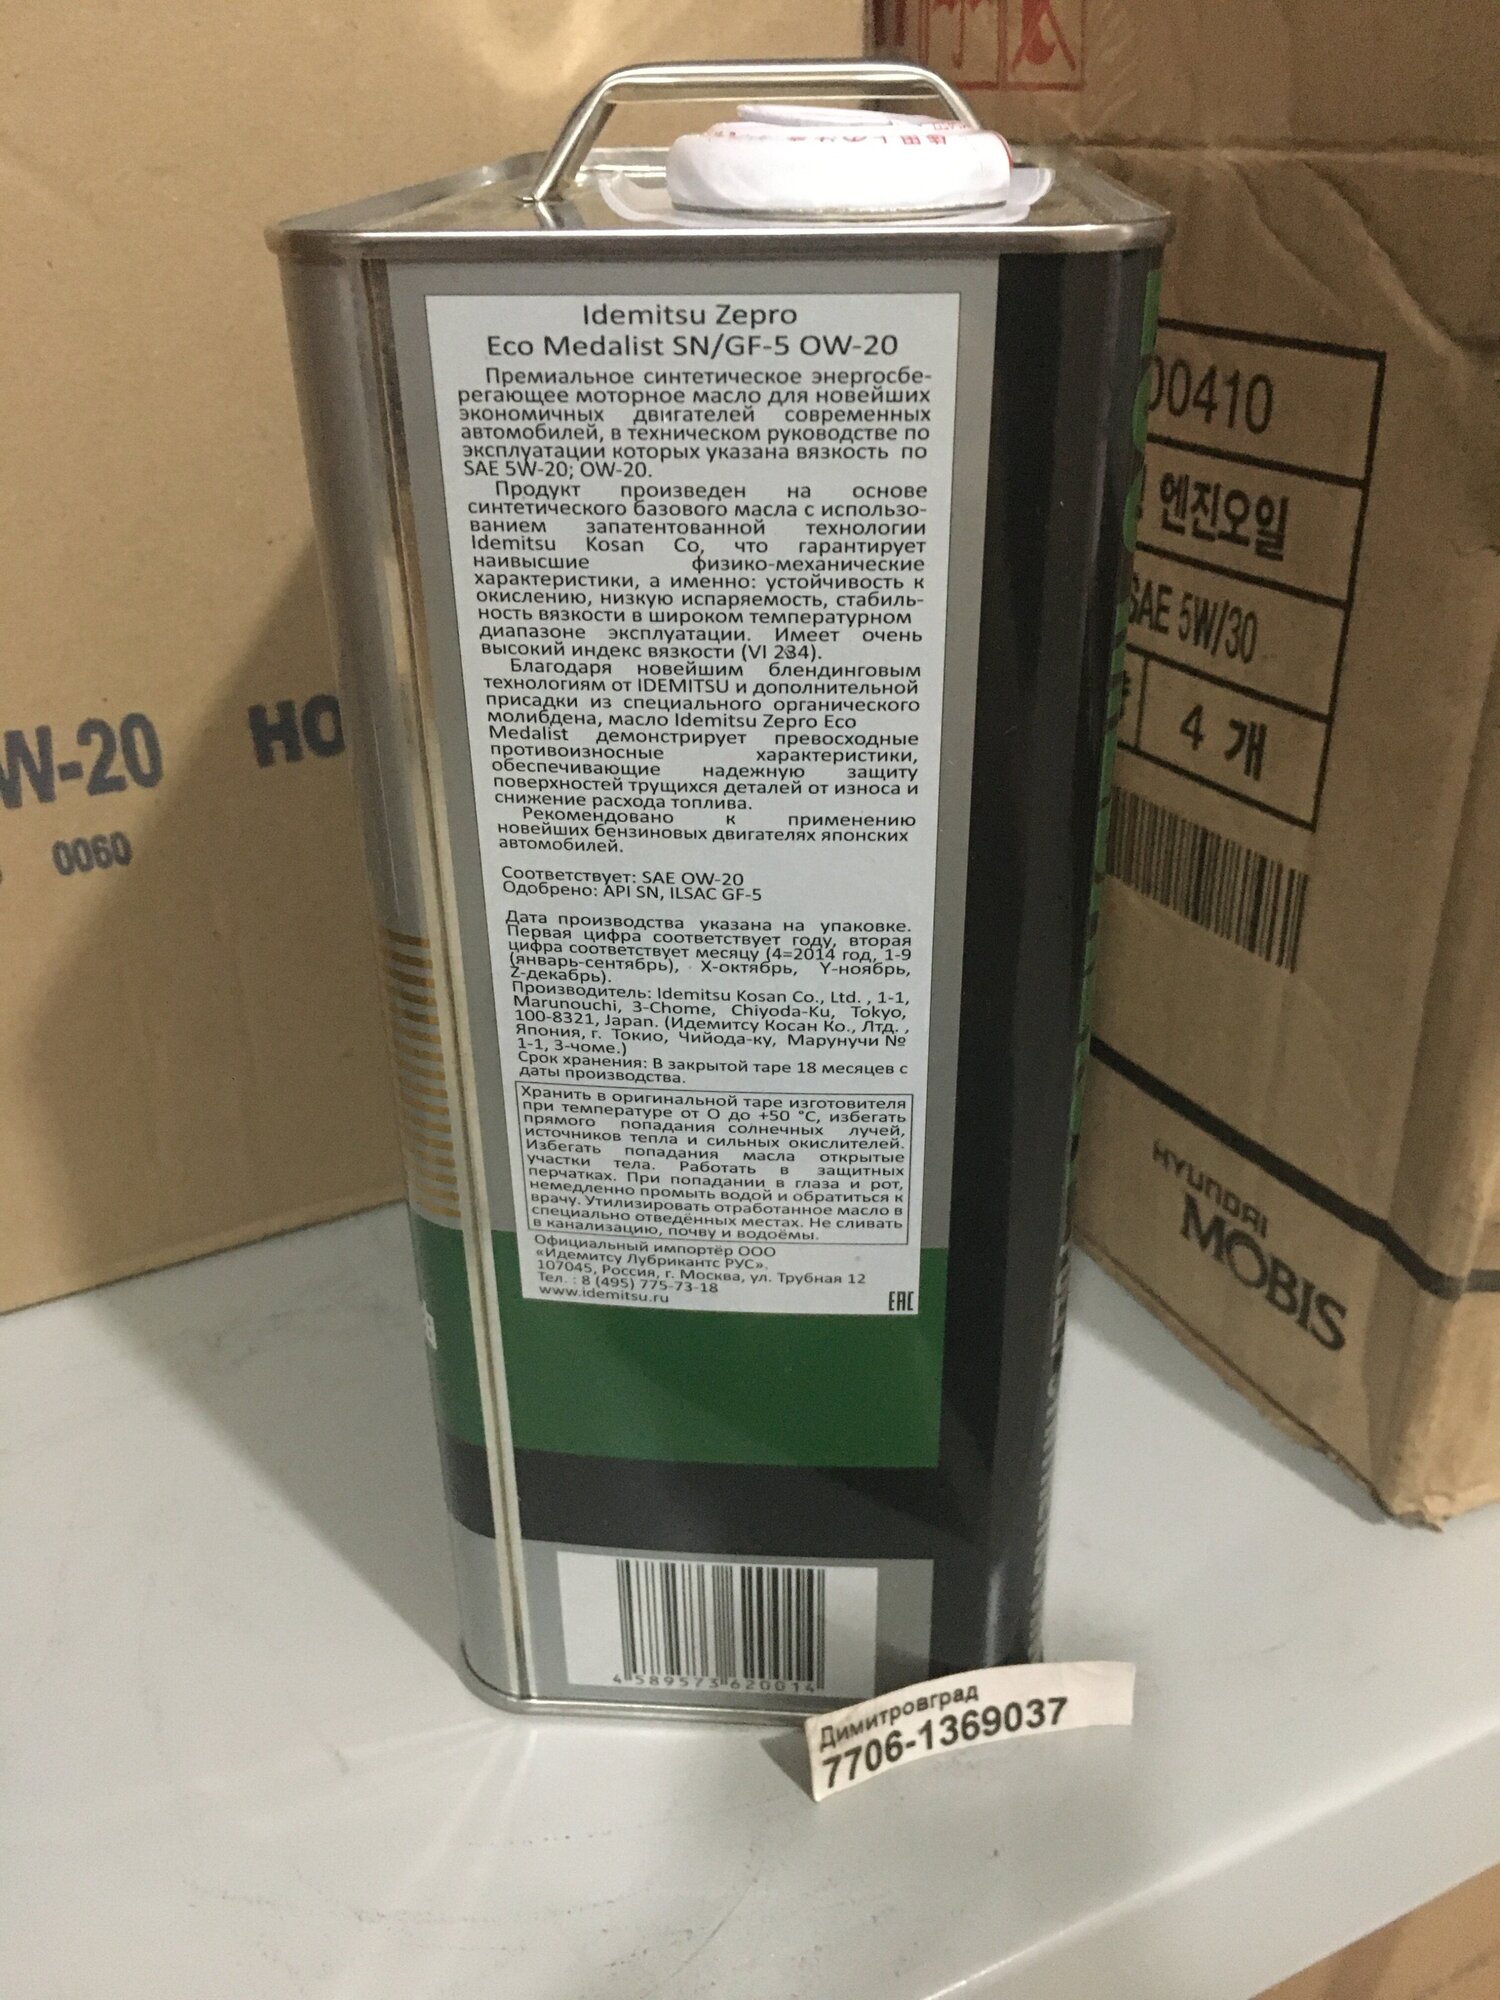 Idemitsu Zepro
Eco Medalist SN/GF-5 OW-20
Премиальное синтетическое энергосбе-
регающее моторное масло для новейших
экономичных двигателей современных
автомобилей, в техническом руководстве по
эксплуатации которых указана вязкость по
SAE 5W-20; OW-20.
Продукт произведен на основе
синтетического базового масла с использо-
ванием запатентованной технологии
Idemitsu Kosan Co, что гарантирует
наивысшие физико-механические
характеристики, а именно: устойчивость к
окислению, низкую испаряемость, стабиль-
ность вязкости в широком температурном
диапазоне эксплуатации. Имеет очень
высокий индекс вязкости (VI 234).
Благодаря новейшим блендинговым
технологиям от IDEMITSU и дополнительной
присадки из специального органического
молибдена, масло Idemitsu Zepro Eco
Medalist демонстрирует превосходные
противоизносные характеристики,
обеспечивающие надежную защиту
поверхностей трущихся деталей от износа и
снижение расхода топлива.
Рекомендовано к применению
новейших бензиновых двигателях японских
автомобилей.
Соответствует: SAE OW-20
Одобрено: API SN, ILSAC GF-5
Дата производства указана на упаковке.
Первая цифра соответствует году, вторая
цифра соответствует месяцу (4=2014 год, 1-9
(январь-сентябрь), X-октябрь, Y-ноябрь,
Z-декабрь).
Производитель: Idemitsu Kosan Co., Ltd. , 1-1,
Marunouchi, 3-Chome, Chiyoda-Ku, Tokyo,
100-8321, Japan. (Идемитсу Косан Ко., Лтд. ,
Япония, г. Токио, Чийода-ку, Марунучи №
1-1, 3-чоме.)
Срок хранения: В закрытой таре 18 месяцев с
даты производства.
Хранить в оригинальной таре изготовителя
при температуре от О до +50 °C, избегать
прямого попадания солнечных лучей,
источников тепла и сильных окислителей.
Избегать попадания масла открытые
участки тела. Работать в защитных
перчатках. При попадании в глаза и рот,
немедленно промыть водой и обратиться к
врачу. Утилизировать отработанное масло в
специально отведённых местах. Не сливать
в канализацию, почву и водоёмы.
Официальный импортёр ООО
«Идемитсу Лубрикантс РУС».
107045, Россия, г. Москва, ул. Трубная 12
Тел. : 8 (495) 775-73-18
www.idemitsu.ru
EAC
4589573620014
Димитровград
7706-1369037
W-20
HO
0060
00410
엔진오일
SAE 5W/30
4 개
HYUNDAI
MOBIS